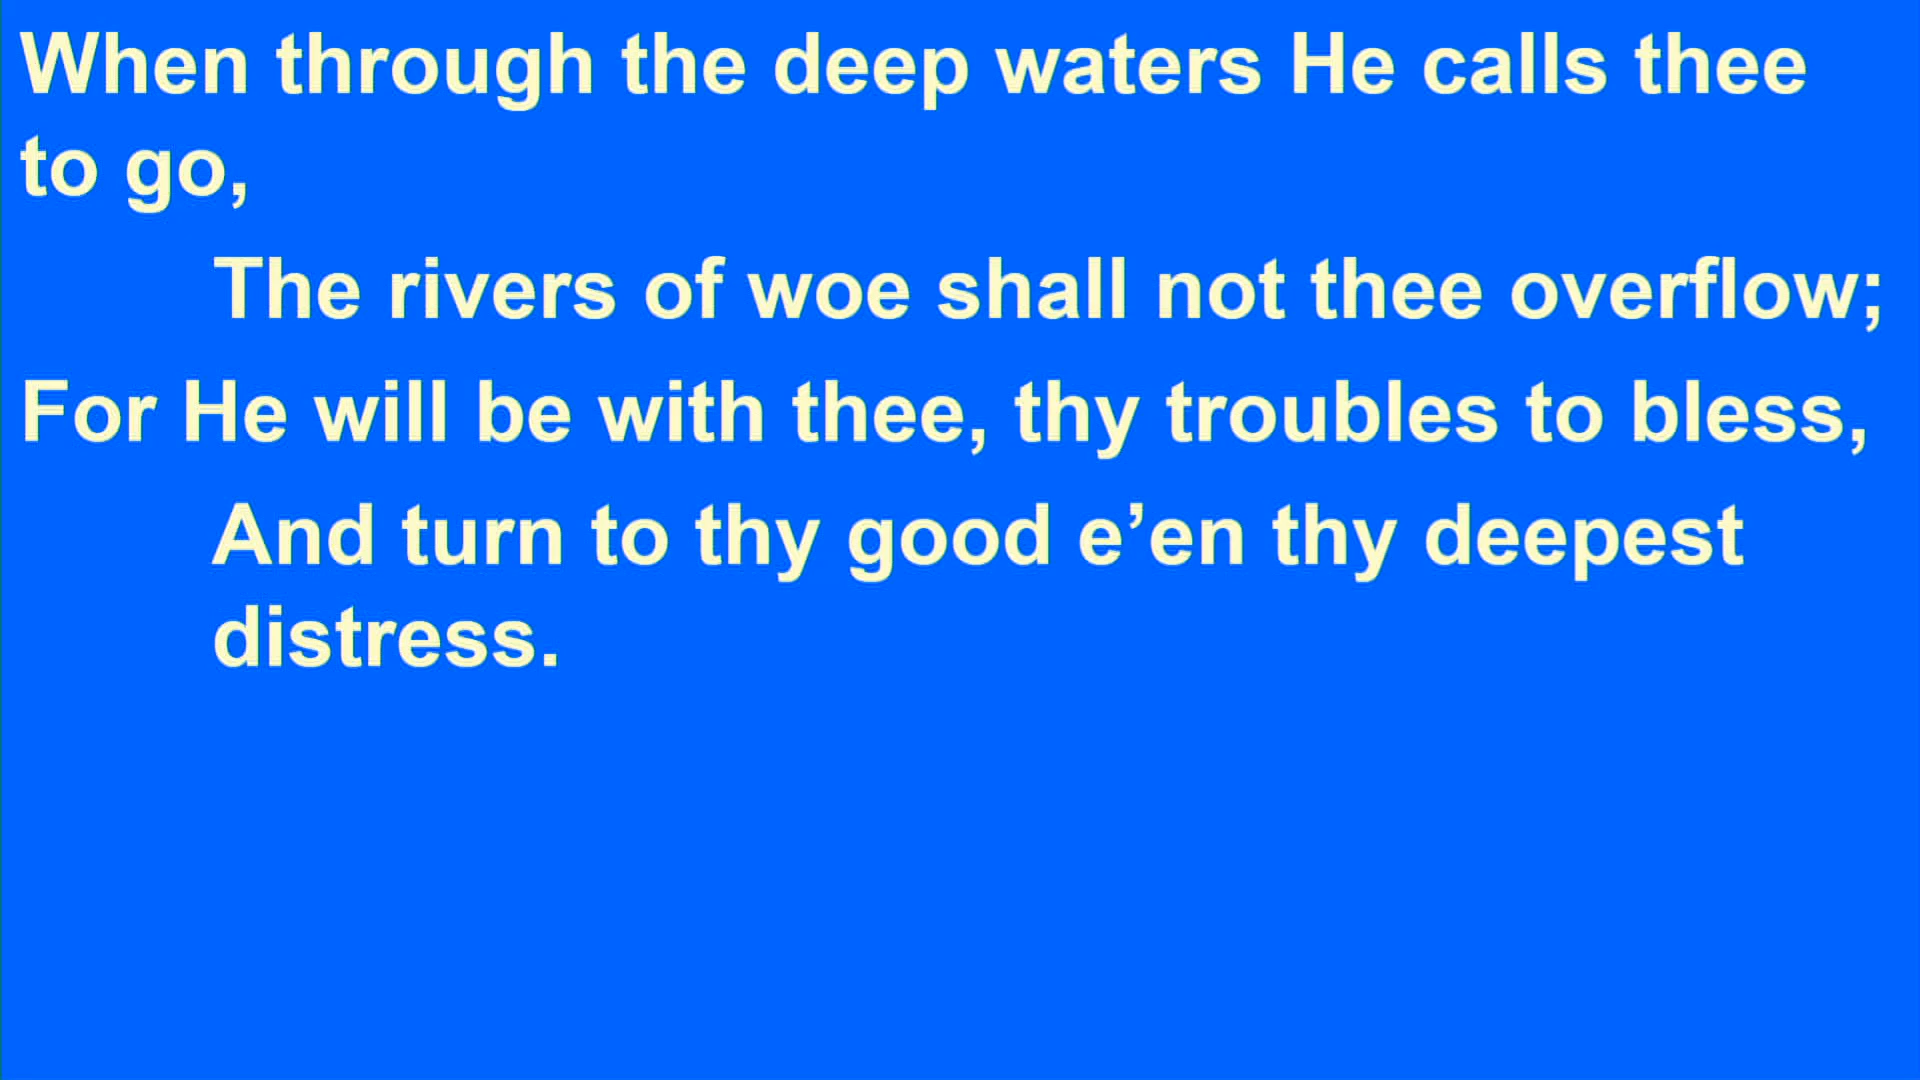 When through the deep waters He calls thee
to go,
The rivers of woe shall not thee overflow;
For He will be with thee, thy troubles to bless,
And turn to thy good e’en thy deepest
distress.